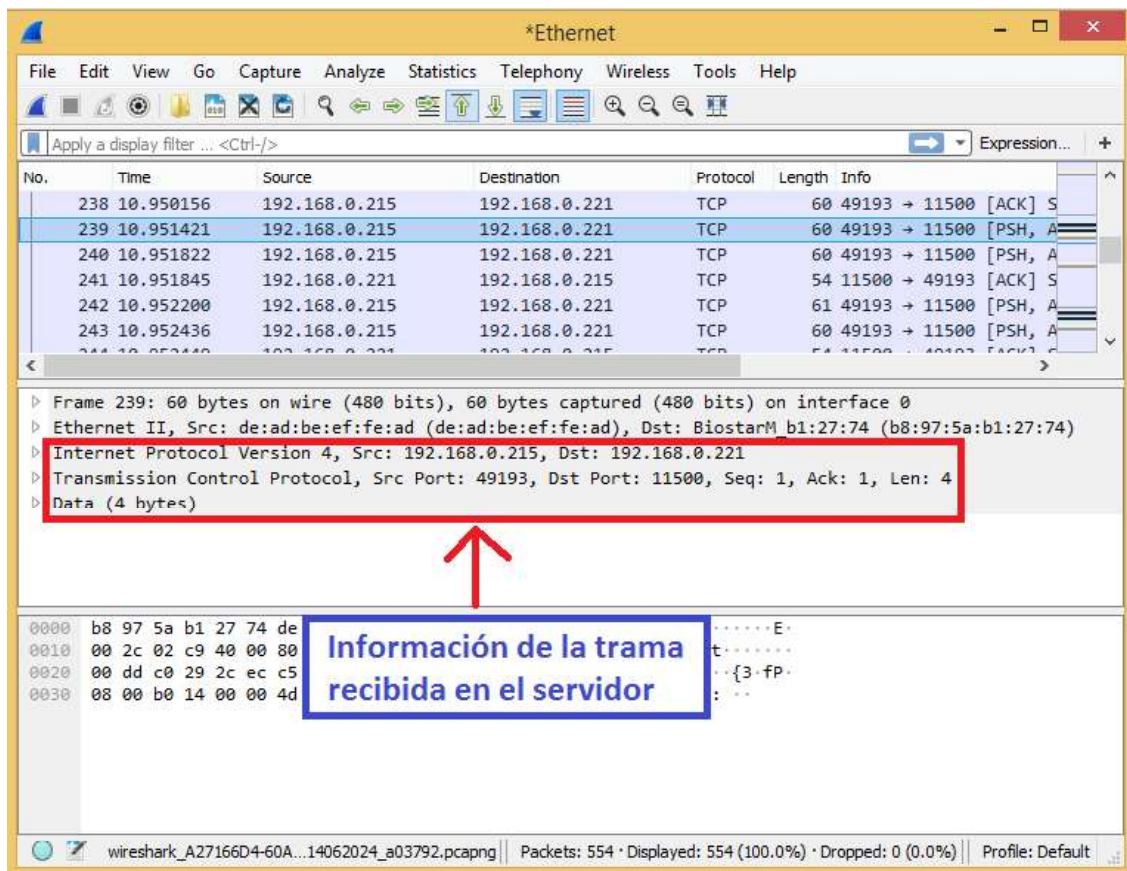 *Ethernet
File Edit View Go Capture Analyze Statistics Telephony Wireless Tools Help
Apply a display filter ... <Ctrl-/> Expression... +
No. Time Source Destination Protocol Length Info
238 10.950156 192.168.0.215 192.168.0.221 TCP 60 49193 → 11500 [ACK] S
239 10.951421 192.168.0.215 192.168.0.221 TCP 60 49193 → 11500 [PSH, A
240 10.951822 192.168.0.215 192.168.0.221 TCP 60 49193 → 11500 [PSH, A
241 10.951845 192.168.0.221 192.168.0.215 TCP 54 11500 → 49193 [ACK] S
242 10.952200 192.168.0.215 192.168.0.221 TCP 61 49193 → 11500 [PSH, A
243 10.952436 192.168.0.215 192.168.0.221 TCP 60 49193 → 11500 [PSH, A
Frame 239: 60 bytes on wire (480 bits), 60 bytes captured (480 bits) on interface 0
Ethernet II, Src: de:ad:be:ef:fe:ad (de:ad:be:ef:fe:ad), Dst: BiostarM_b1:27:74 (b8:97:5a:b1:27:74)
Internet Protocol Version 4, Src: 192.168.0.215, Dst: 192.168.0.221
Transmission Control Protocol, Src Port: 49193, Dst Port: 11500, Seq: 1, Ack: 1, Len: 4
Data (4 bytes)
0000 b8 97 5a b1 27 74 de ······E·
0010 00 2c 02 c9 40 00 80 t·······
0020 00 dd c0 29 2c ec c5 ··{3·fP·
0030 08 00 b0 14 00 00 4d : ··
Información de la trama
recibida en el servidor
wireshark_A27166D4-60A...14062024_a03792.pcapng Packets: 554 · Displayed: 554 (100.0%) · Dropped: 0 (0.0%) Profile: Default